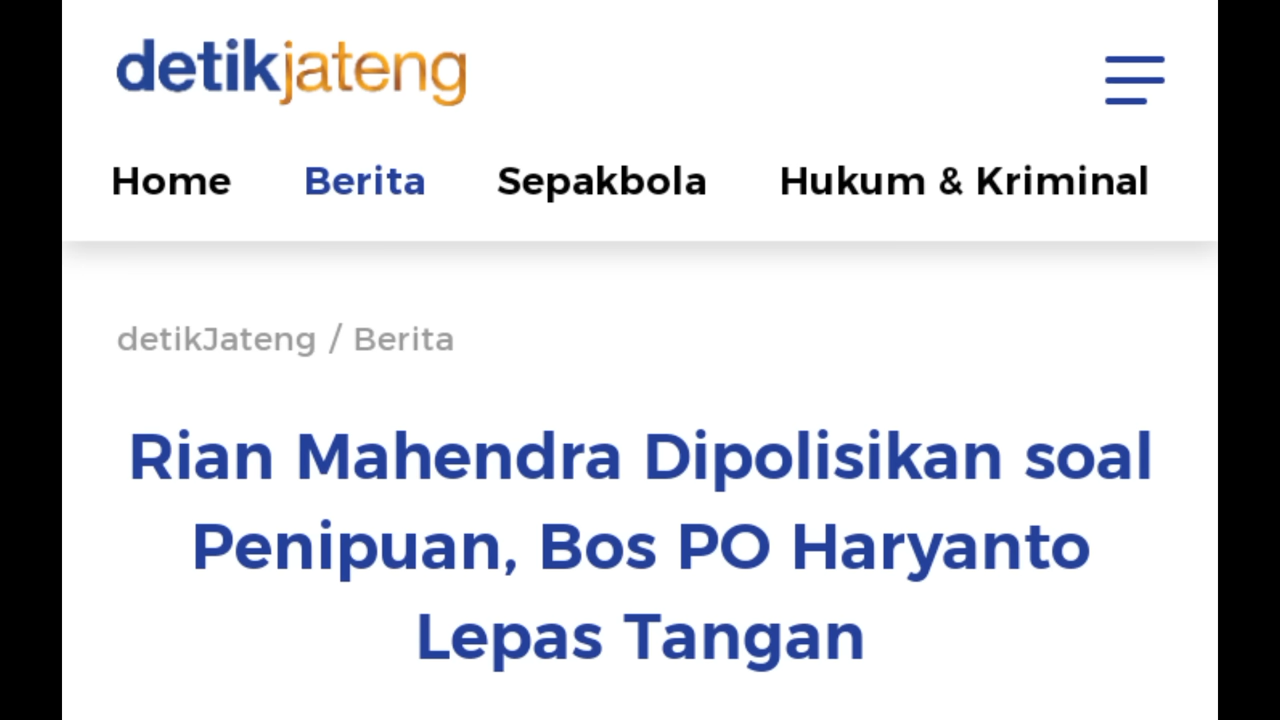 detikjateng
Home Berita Sepakbola Hukum & Kriminal
detikJateng / Berita
Rian Mahendra Dipolisikan soal
Penipuan, Bos PO Haryanto
Lepas Tangan